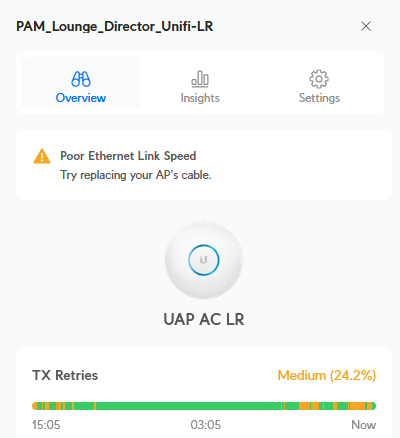 PAM_Lounge_Director_Unifi-LR
Overview
Insights
Settings
Poor Ethernet Link Speed
Try replacing your AP's cable.
UAP AC LR
TX Retries
Medium (24.2%)
15:05
03:05
Now